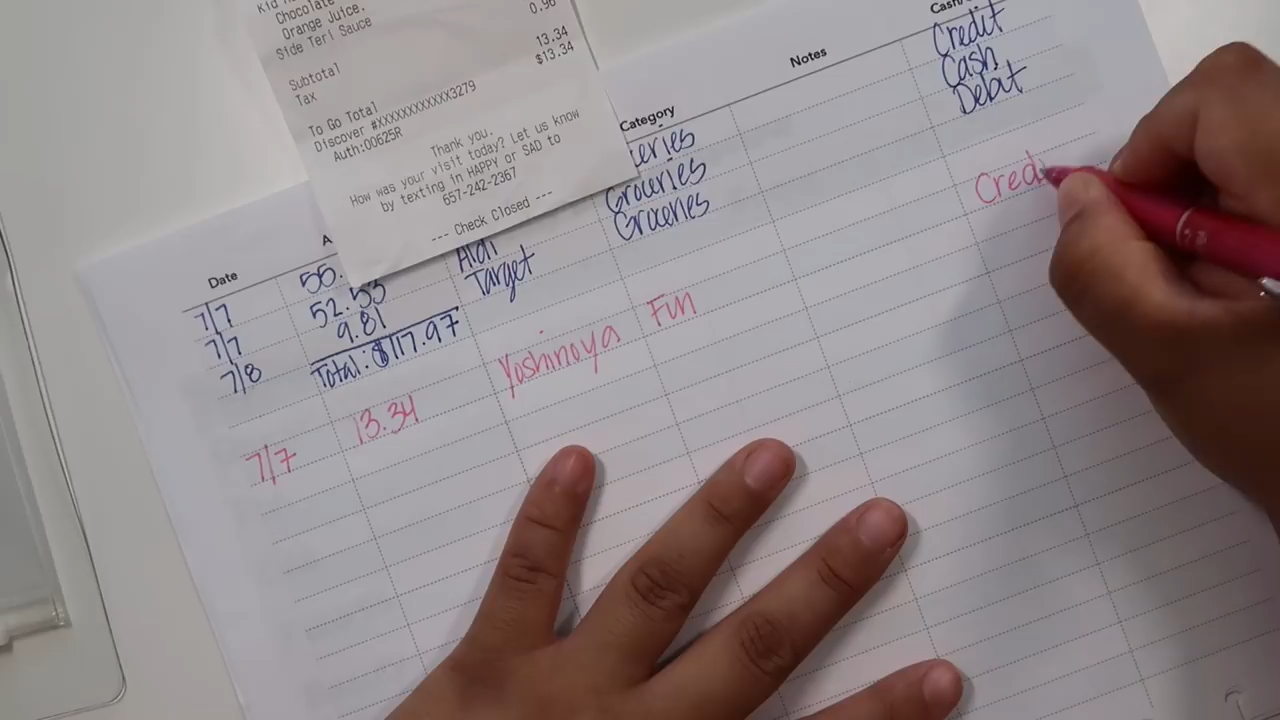 Chocolate
Orange Juice.
Side Teri Sauce 0.96
Subtotal 13.34
Tax $13.34
To Go Total
Discover #XXXXXXXXXXXX3279
Auth:00625R
Thank you.
How was your visit today? Let us know
by texting in HAPPY or SAD to
657-242-2367
--- Check Closed ---
Date Category Notes
7/7 Credit
7/7 52.53 Aldi Groceries Cash
7/8 9.81 Target Groceries Debit
Total: $117.97
7/7 13.34 Yoshinoya Fun Credi